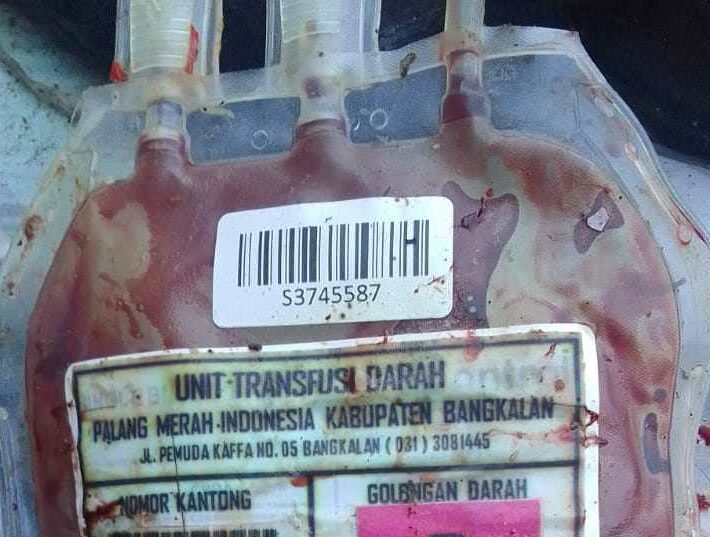 S3745587
UNIT TRANSFUSI DARAH
PALANG MERAH INDONESIA KABUPATEN BANGKALAN
JL. PEMUDA KAFFA NO. 05 BANGKALAN ( 031 ) 3081445
NOMOR KANTONG
GOLONGAN DARAH